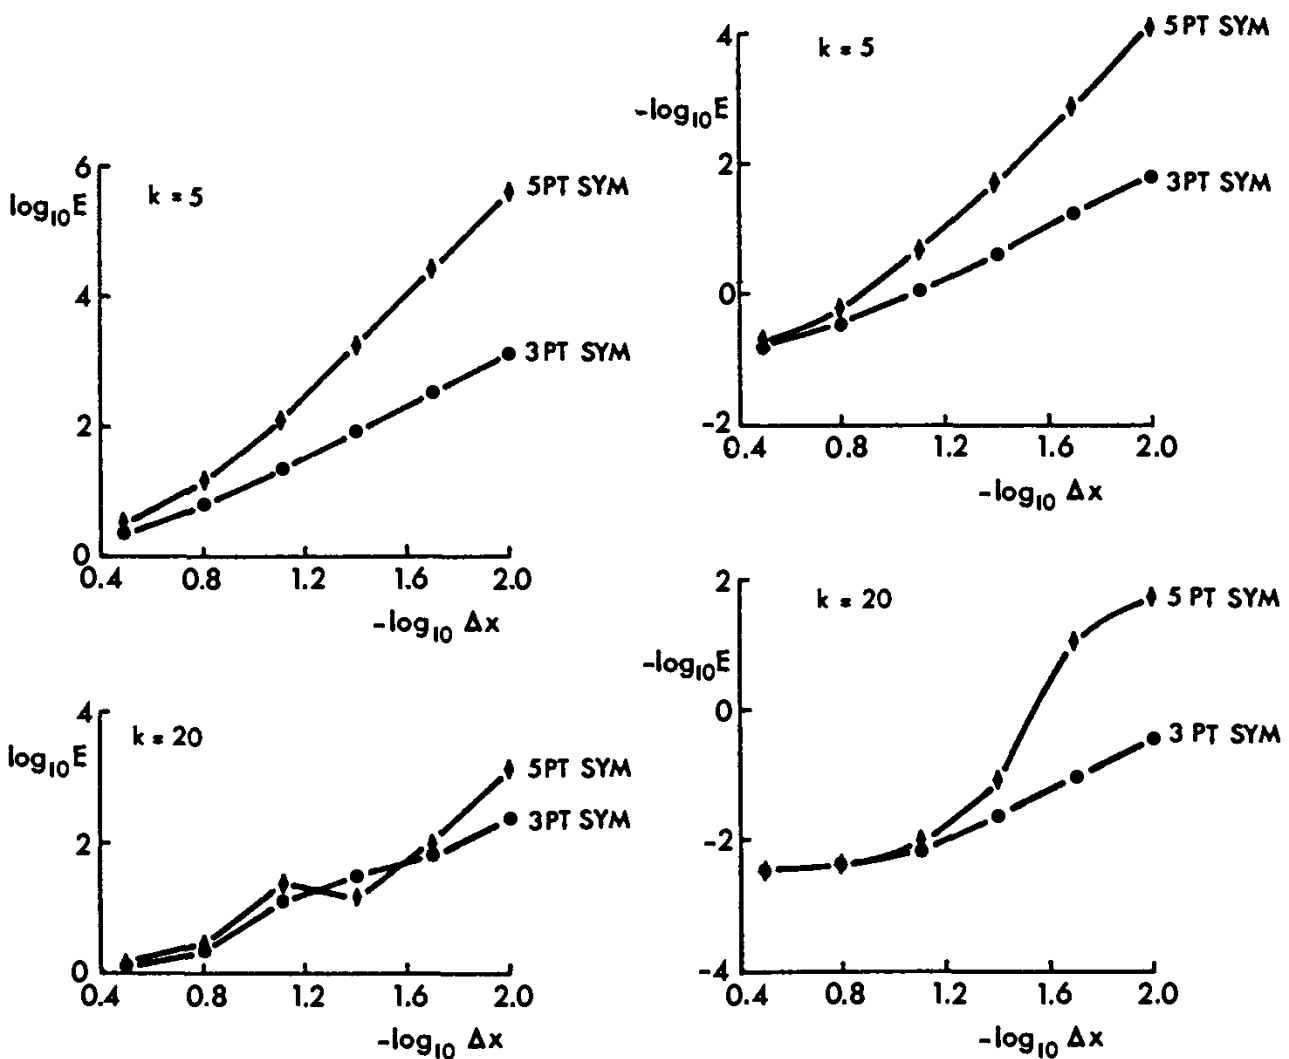 6
log₁₀E
k = 5
5PT SYM
4
3PT SYM
2
0
0.4 0.8 1.2 1.6 2.0
-log₁₀ Δx
4
-log₁₀E
k = 5
5PT SYM
2
3PT SYM
0
-2
0.4 0.8 1.2 1.6 2.0
-log₁₀ Δx
4
log₁₀E
k = 20
5PT SYM
3PT SYM
2
0
0.4 0.8 1.2 1.6 2.0
-log₁₀ Δx
2
k = 20
5 PT SYM
-log₁₀E
0
3 PT SYM
-2
-4
0.4 0.8 1.2 1.6 2.0
-log₁₀ Δx